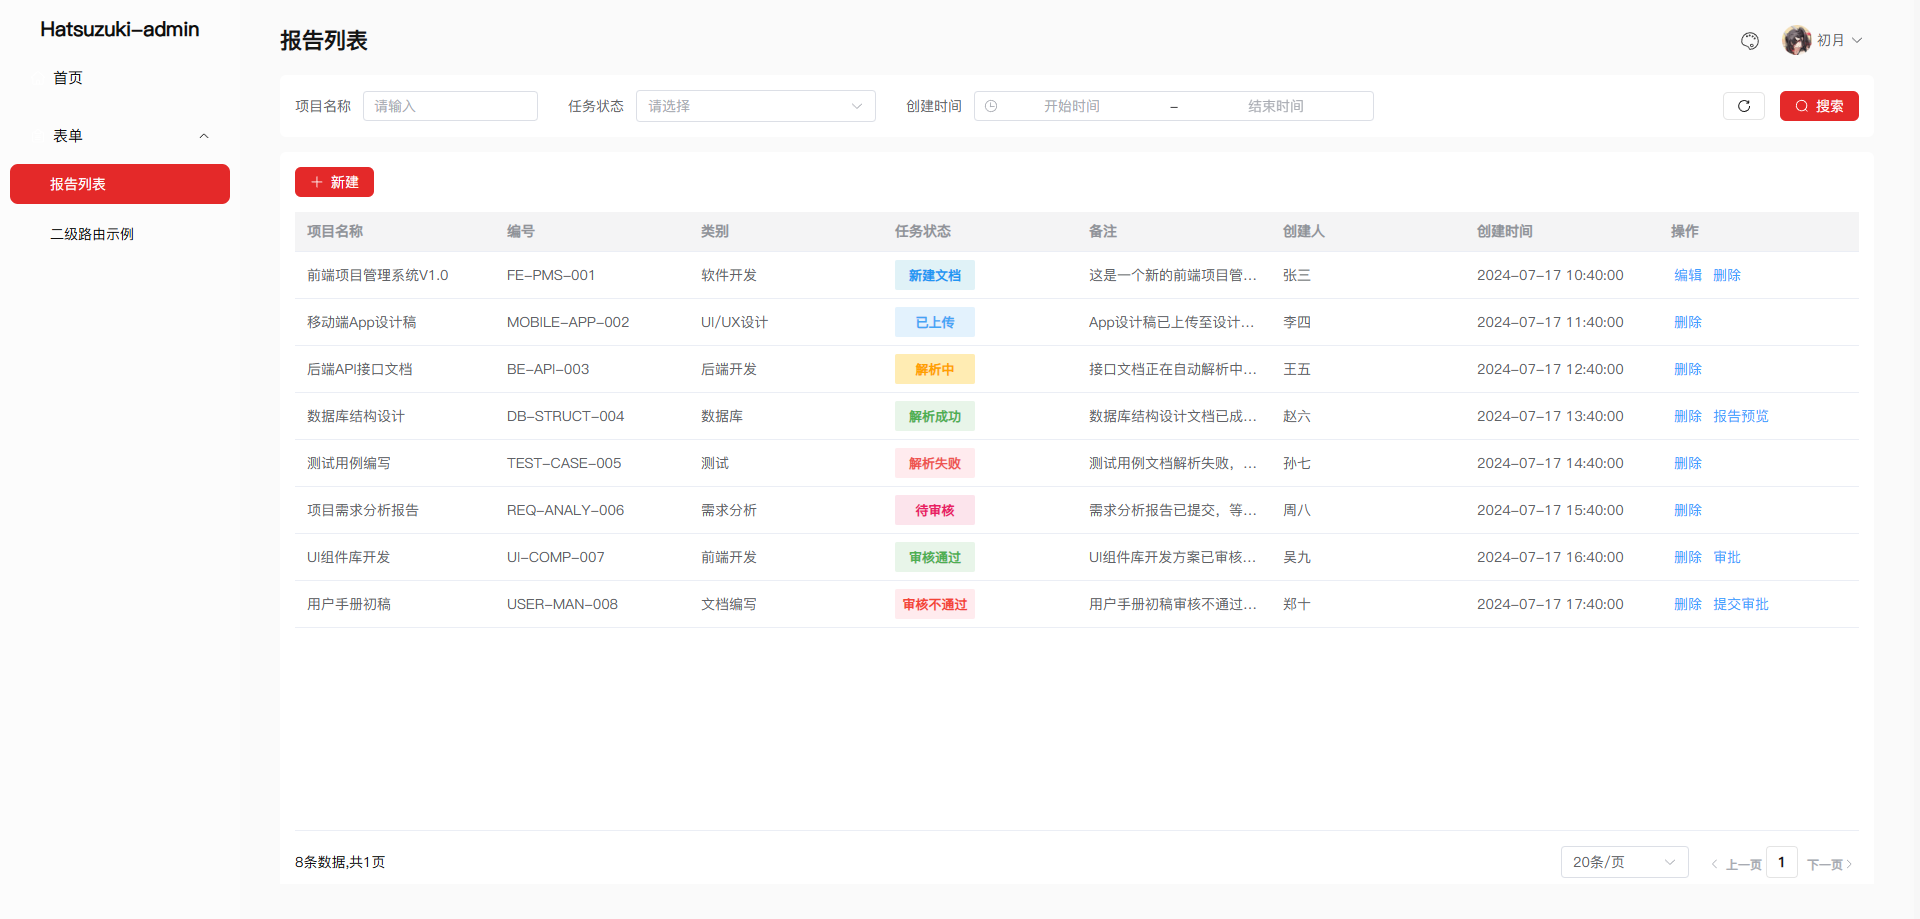 Hatsuzuki-admin
首页
表单
报告列表
二级路由示例
报告列表
初月
项目名称 请输入 任务状态 请选择 创建时间 开始时间 - 结束时间 搜索
新建
项目名称 编号 类别 任务状态 备注 创建人 创建时间 操作
前端项目管理系统V1.0 FE-PMS-001 软件开发 新建文档 这是一个新的前端项目管... 张三 2024-07-17 10:40:00 编辑 删除
移动端App设计稿 MOBILE-APP-002 UI/UX设计 已上传 App设计稿已上传至设计... 李四 2024-07-17 11:40:00 删除
后端API接口文档 BE-API-003 后端开发 解析中 接口文档正在自动解析中... 王五 2024-07-17 12:40:00 删除
数据库结构设计 DB-STRUCT-004 数据库 解析成功 数据库结构设计文档已成... 赵六 2024-07-17 13:40:00 删除 报告预览
测试用例编写 TEST-CASE-005 测试 解析失败 测试用例文档解析失败，... 孙七 2024-07-17 14:40:00 删除
项目需求分析报告 REQ-ANALY-006 需求分析 待审核 需求分析报告已提交，等... 周八 2024-07-17 15:40:00 删除
UI组件库开发 UI-COMP-007 前端开发 审核通过 UI组件库开发方案已审核... 吴九 2024-07-17 16:40:00 删除 审批
用户手册初稿 USER-MAN-008 文档编写 审核不通过 用户手册初稿审核不通过... 郑十 2024-07-17 17:40:00 删除 提交审批
8条数据,共1页 20条/页 上一页 1 下一页